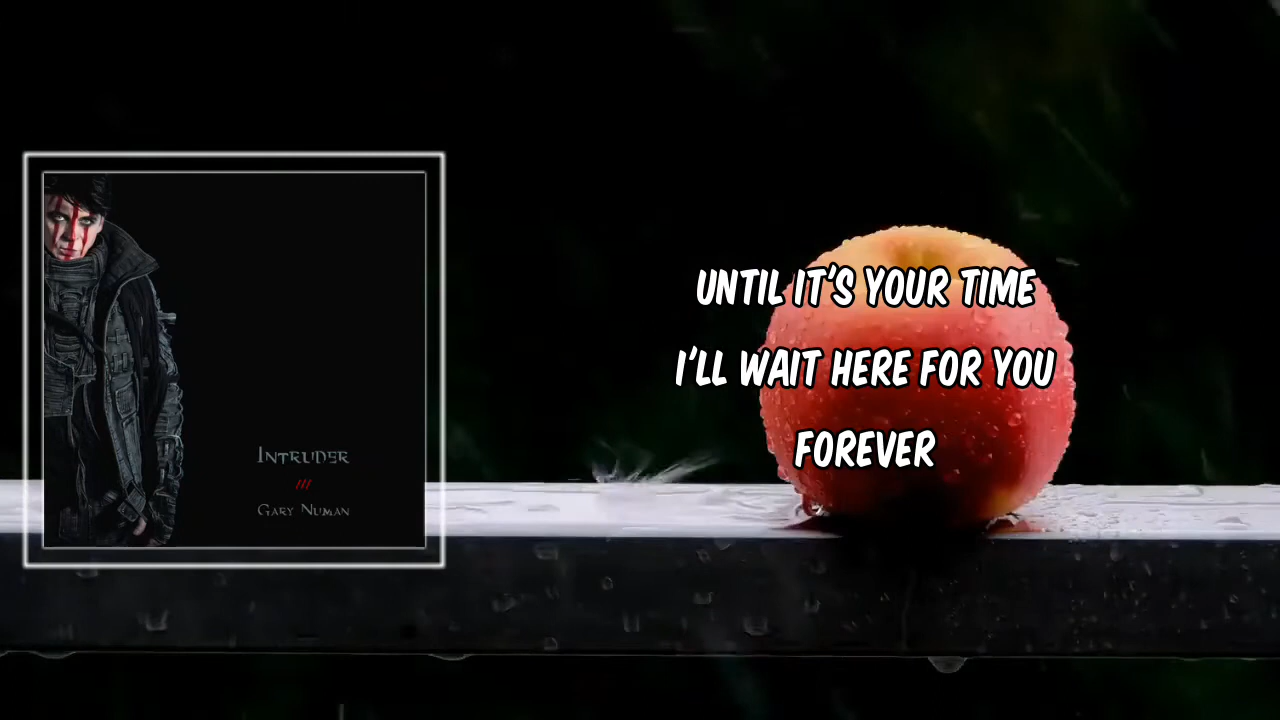 INTRUDER
///
GARY NUMAN
UNTIL IT'S YOUR TIME
I'LL WAIT HERE FOR YOU
FOREVER